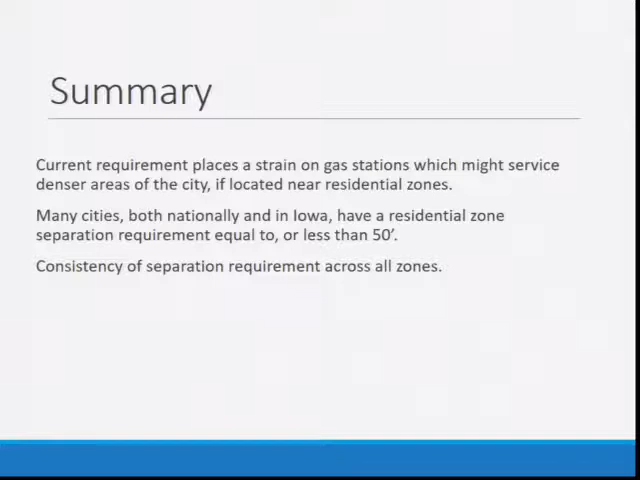 Summary
Current requirement places a strain on gas stations which might service
denser areas of the city, if located near residential zones.
Many cities, both nationally and in Iowa, have a residential zone
separation requirement equal to, or less than 50’.
Consistency of separation requirement across all zones.